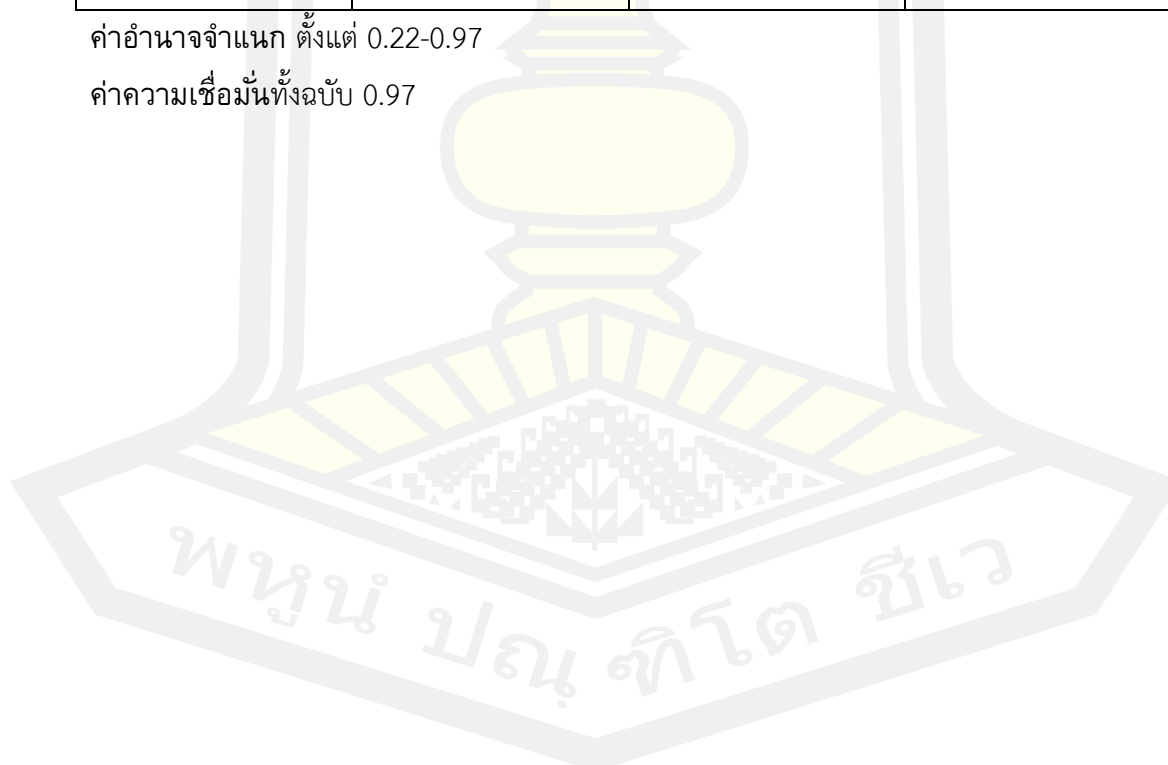 ค่าอำนาจจำแนก ตั้งแต่ 0.22-0.97
ค่าความเชื่อมั่นทั้งฉบับ 0.97
พหูนํ ปณฺฑิโต ชีเว